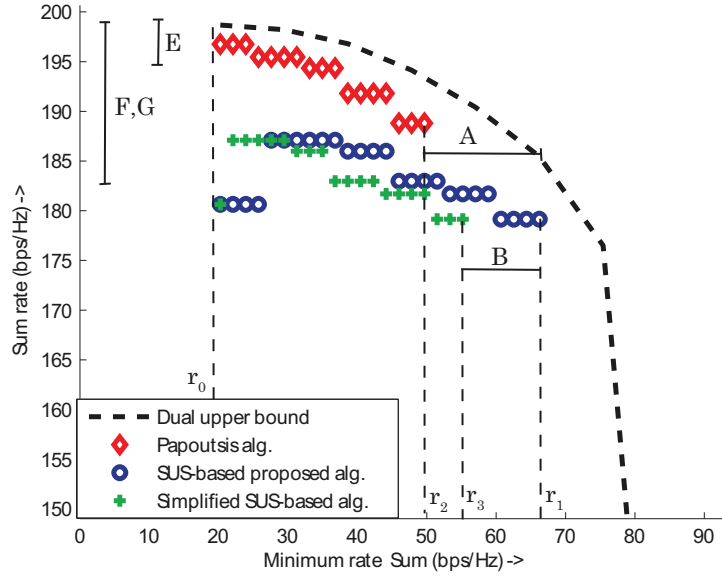 200
195
190
185
180
175
170
165
160
155
150
Sum rate (bps/Hz) ->
E
F,G
A
B
r0
r2
r3
r1
Dual upper bound
Papoutsis alg.
SUS-based proposed alg.
Simplified SUS-based alg.
0 10 20 30 40 50 60 70 80 90
Minimum rate Sum (bps/Hz) ->